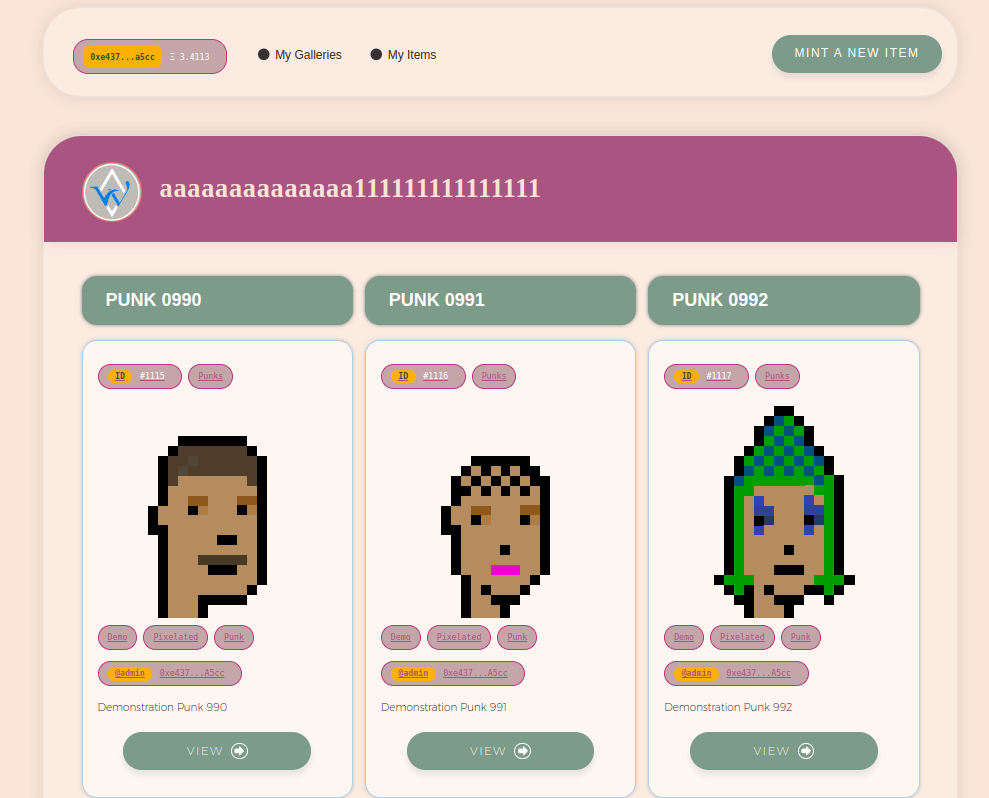 0xe437...a5cc Ξ 3.4113 My Galleries My Items MINT A NEW ITEM
aaaaaaaaaaaaaaa111111111111111
PUNK 0990 PUNK 0991 PUNK 0992
ID #1115 Punks ID #1116 Punks ID #1117 Punks
Demo Pixelated Punk Demo Pixelated Punk Demo Pixelated Punk
@admin 0xe437...A5cc @admin 0xe437...A5cc @admin 0xe437...A5cc
Demonstration Punk 990 Demonstration Punk 991 Demonstration Punk 992
VIEW VIEW VIEW